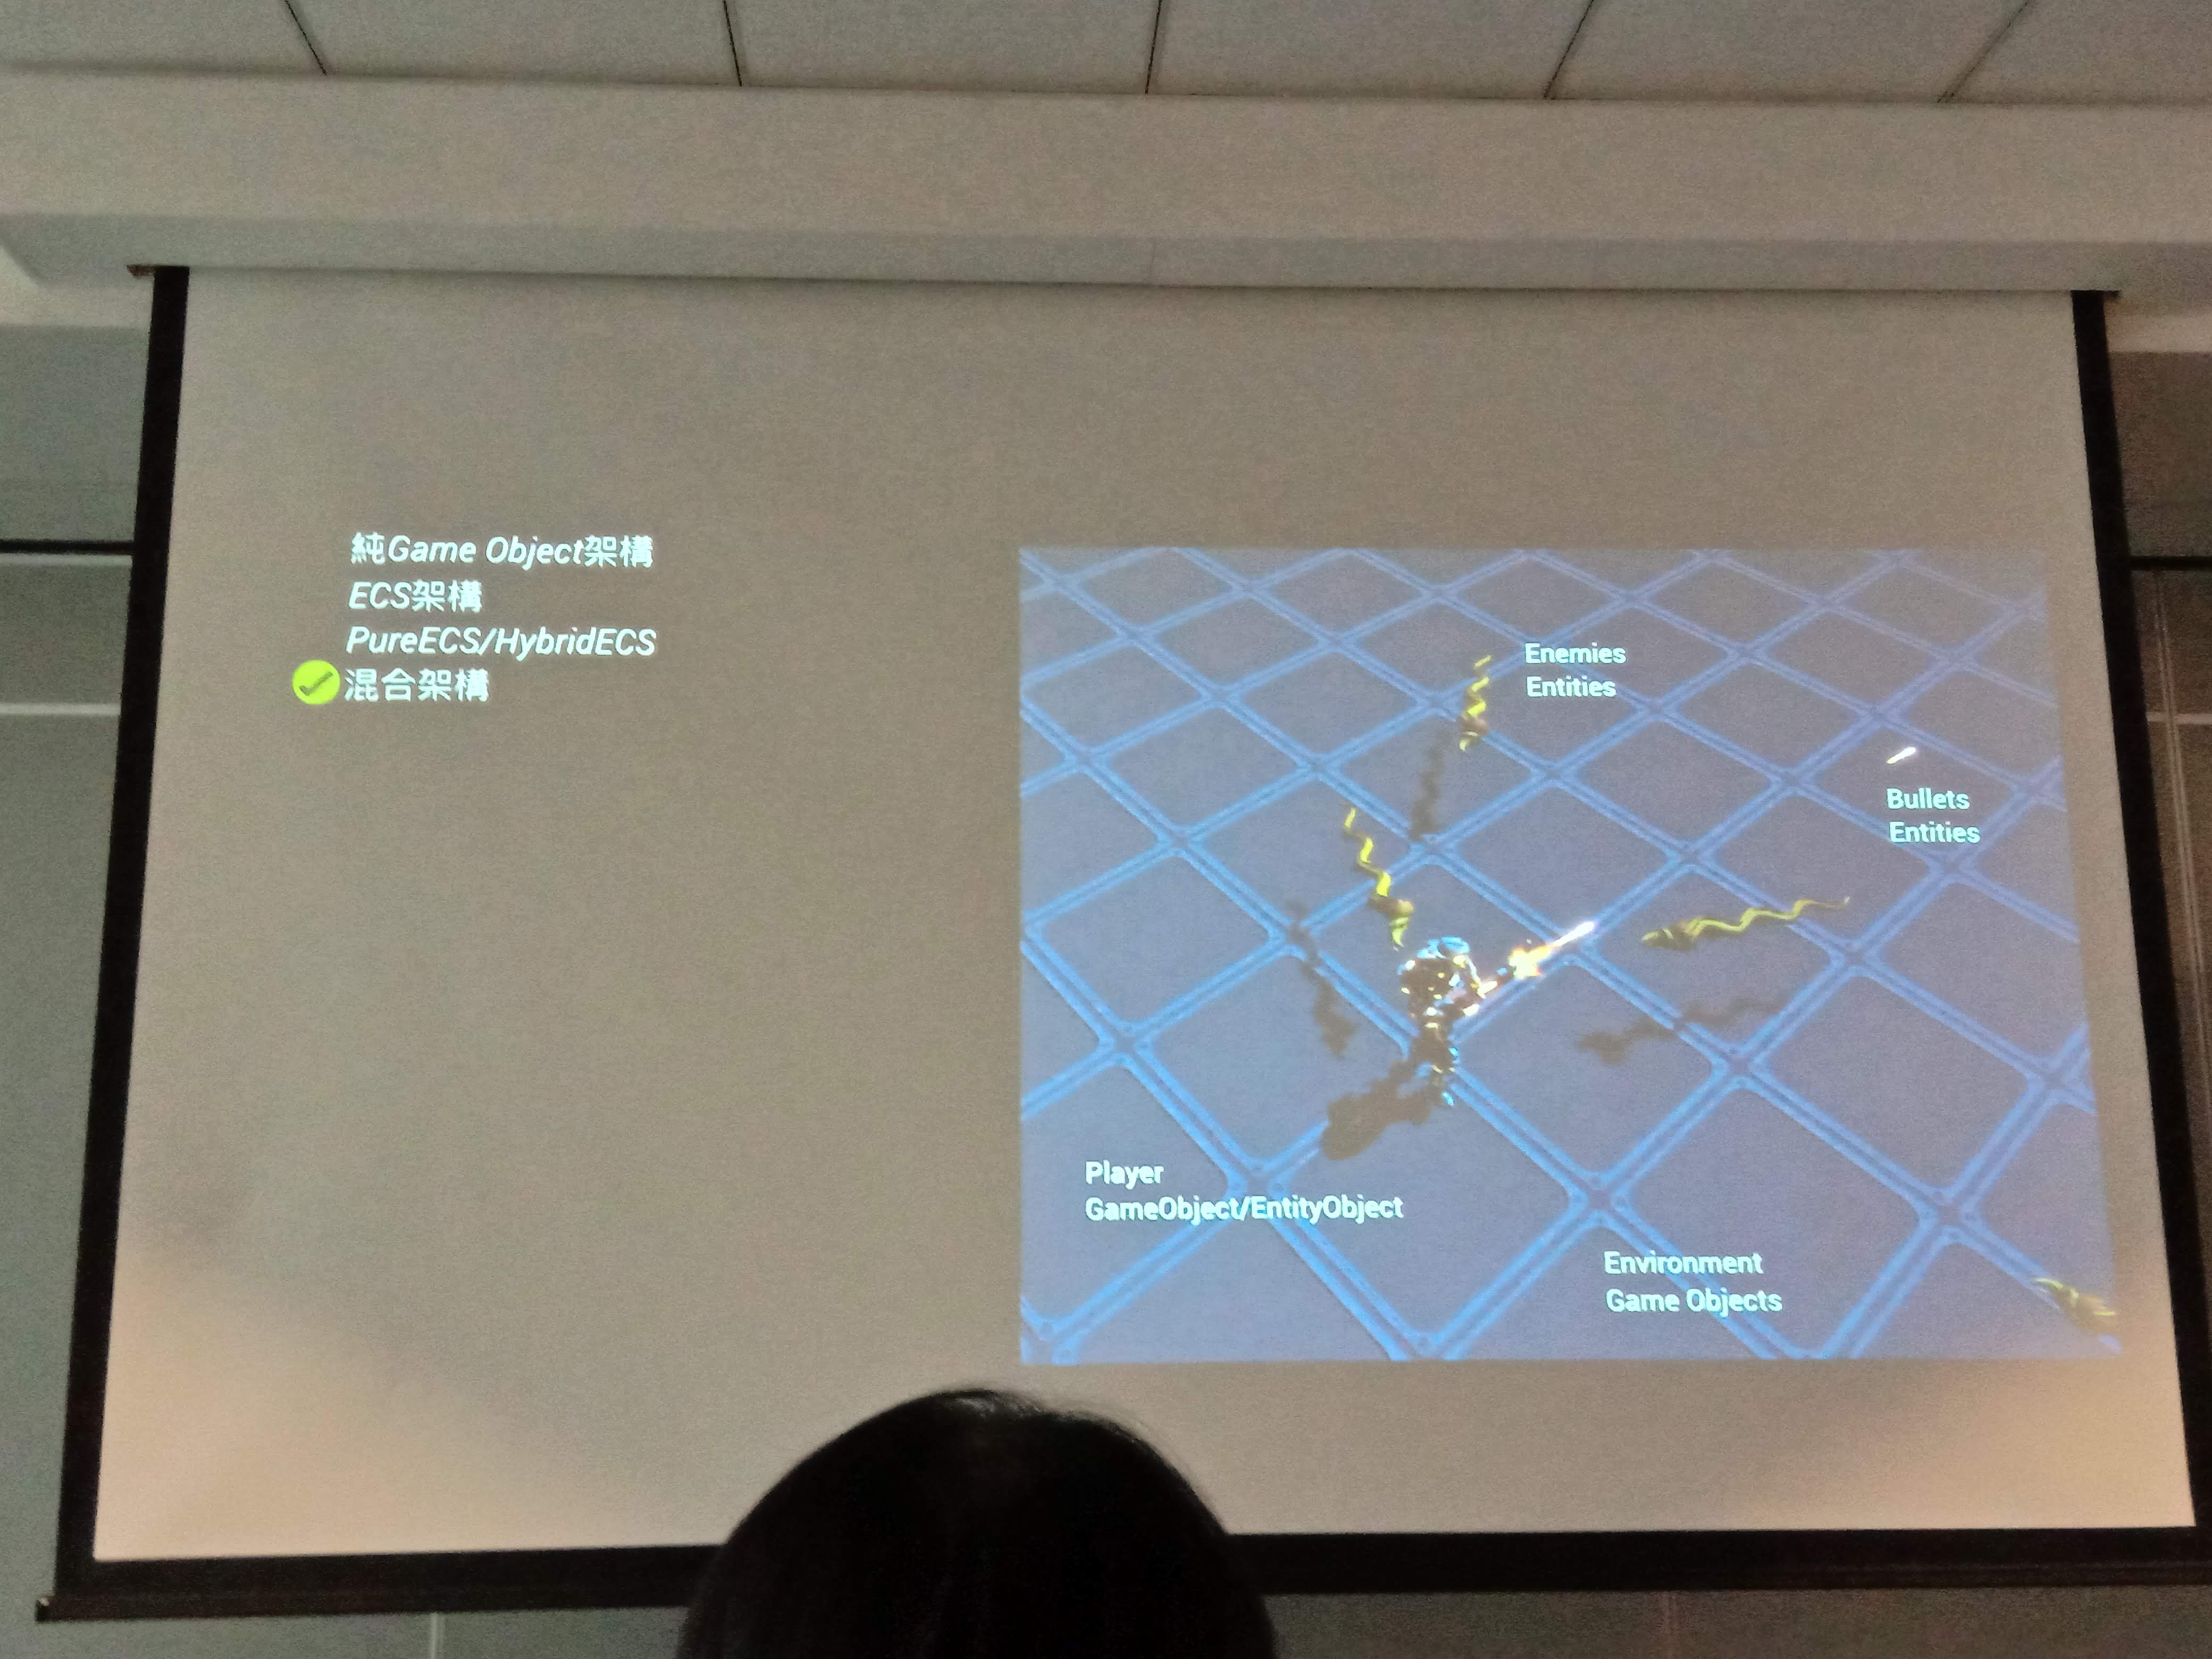 純Game Object架構
ECS架構
PureECS/HybridECS
混合架構
Enemies
Entities
Bullets
Entities
Player
GameObject/EntityObject
Environment
Game Objects